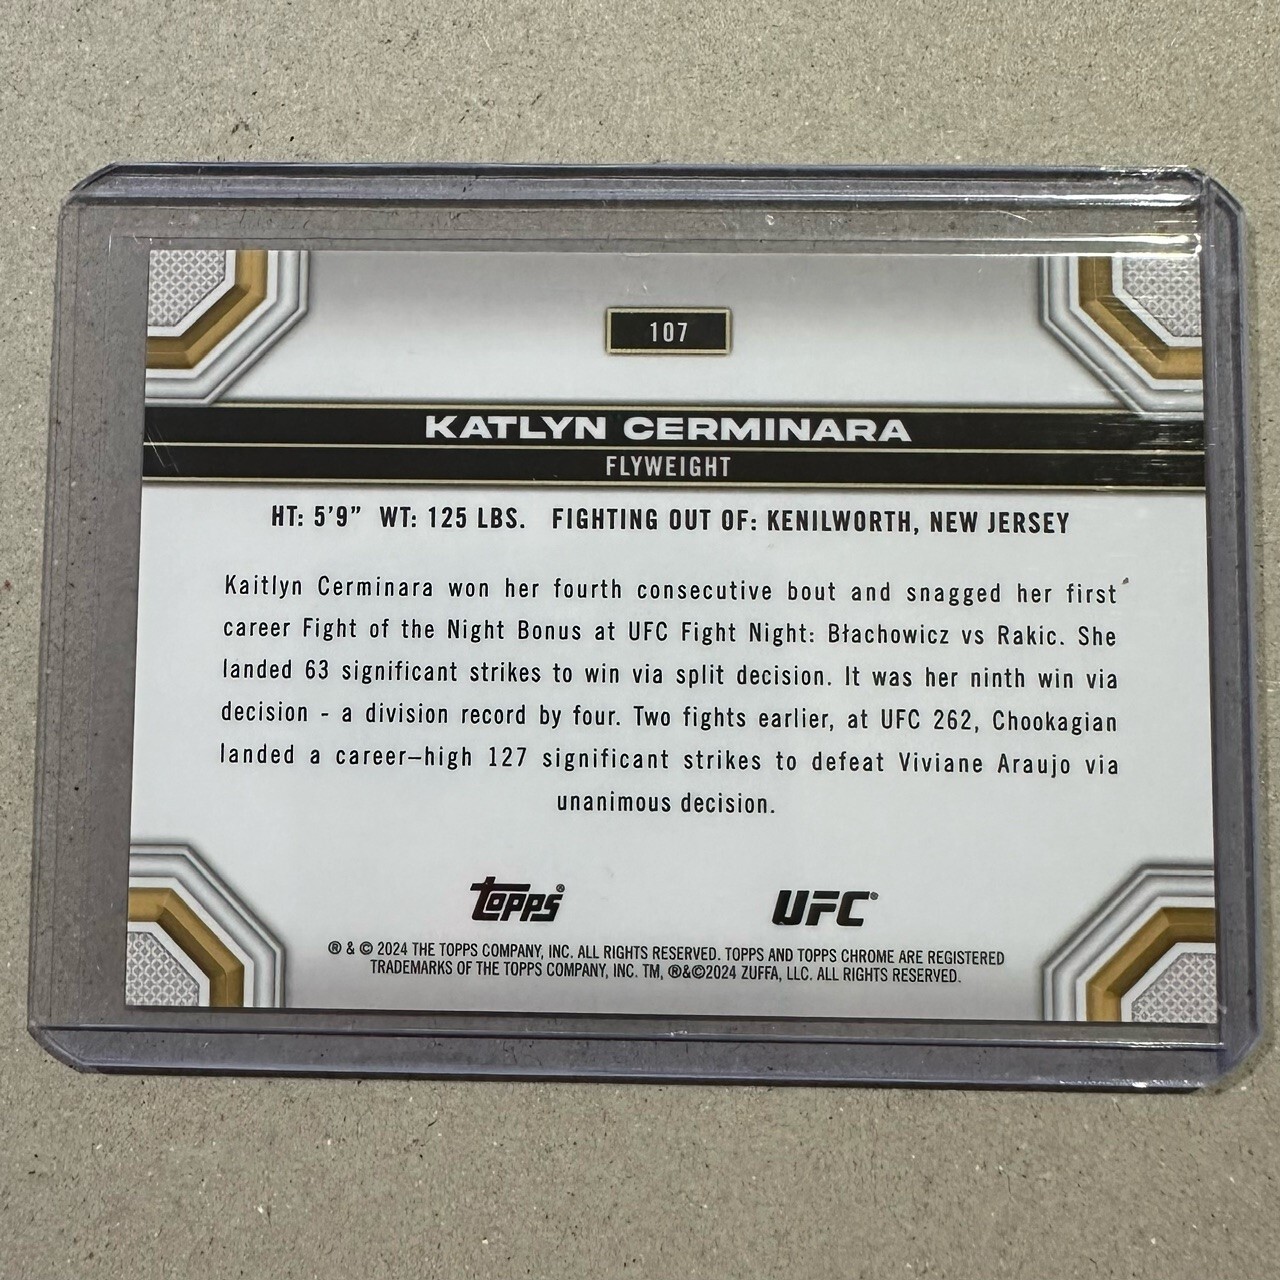 107
KATLYN CERMINARA
FLYWEIGHT
HT: 5'9" WT: 125 LBS. FIGHTING OUT OF: KENILWORTH, NEW JERSEY
Kaitlyn Cerminara won her fourth consecutive bout and snagged her first
career Fight of the Night Bonus at UFC Fight Night: Błachowicz vs Rakic. She
landed 63 significant strikes to win via split decision. It was her ninth win via
decision - a division record by four. Two fights earlier, at UFC 262, Chookagian
landed a career–high 127 significant strikes to defeat Viviane Araujo via
unanimous decision.
Topps® UFC®
® & © 2024 THE TOPPS COMPANY, INC. ALL RIGHTS RESERVED. TOPPS AND TOPPS CHROME ARE REGISTERED
TRADEMARKS OF THE TOPPS COMPANY, INC. TM, ®&©2024 ZUFFA, LLC. ALL RIGHTS RESERVED.